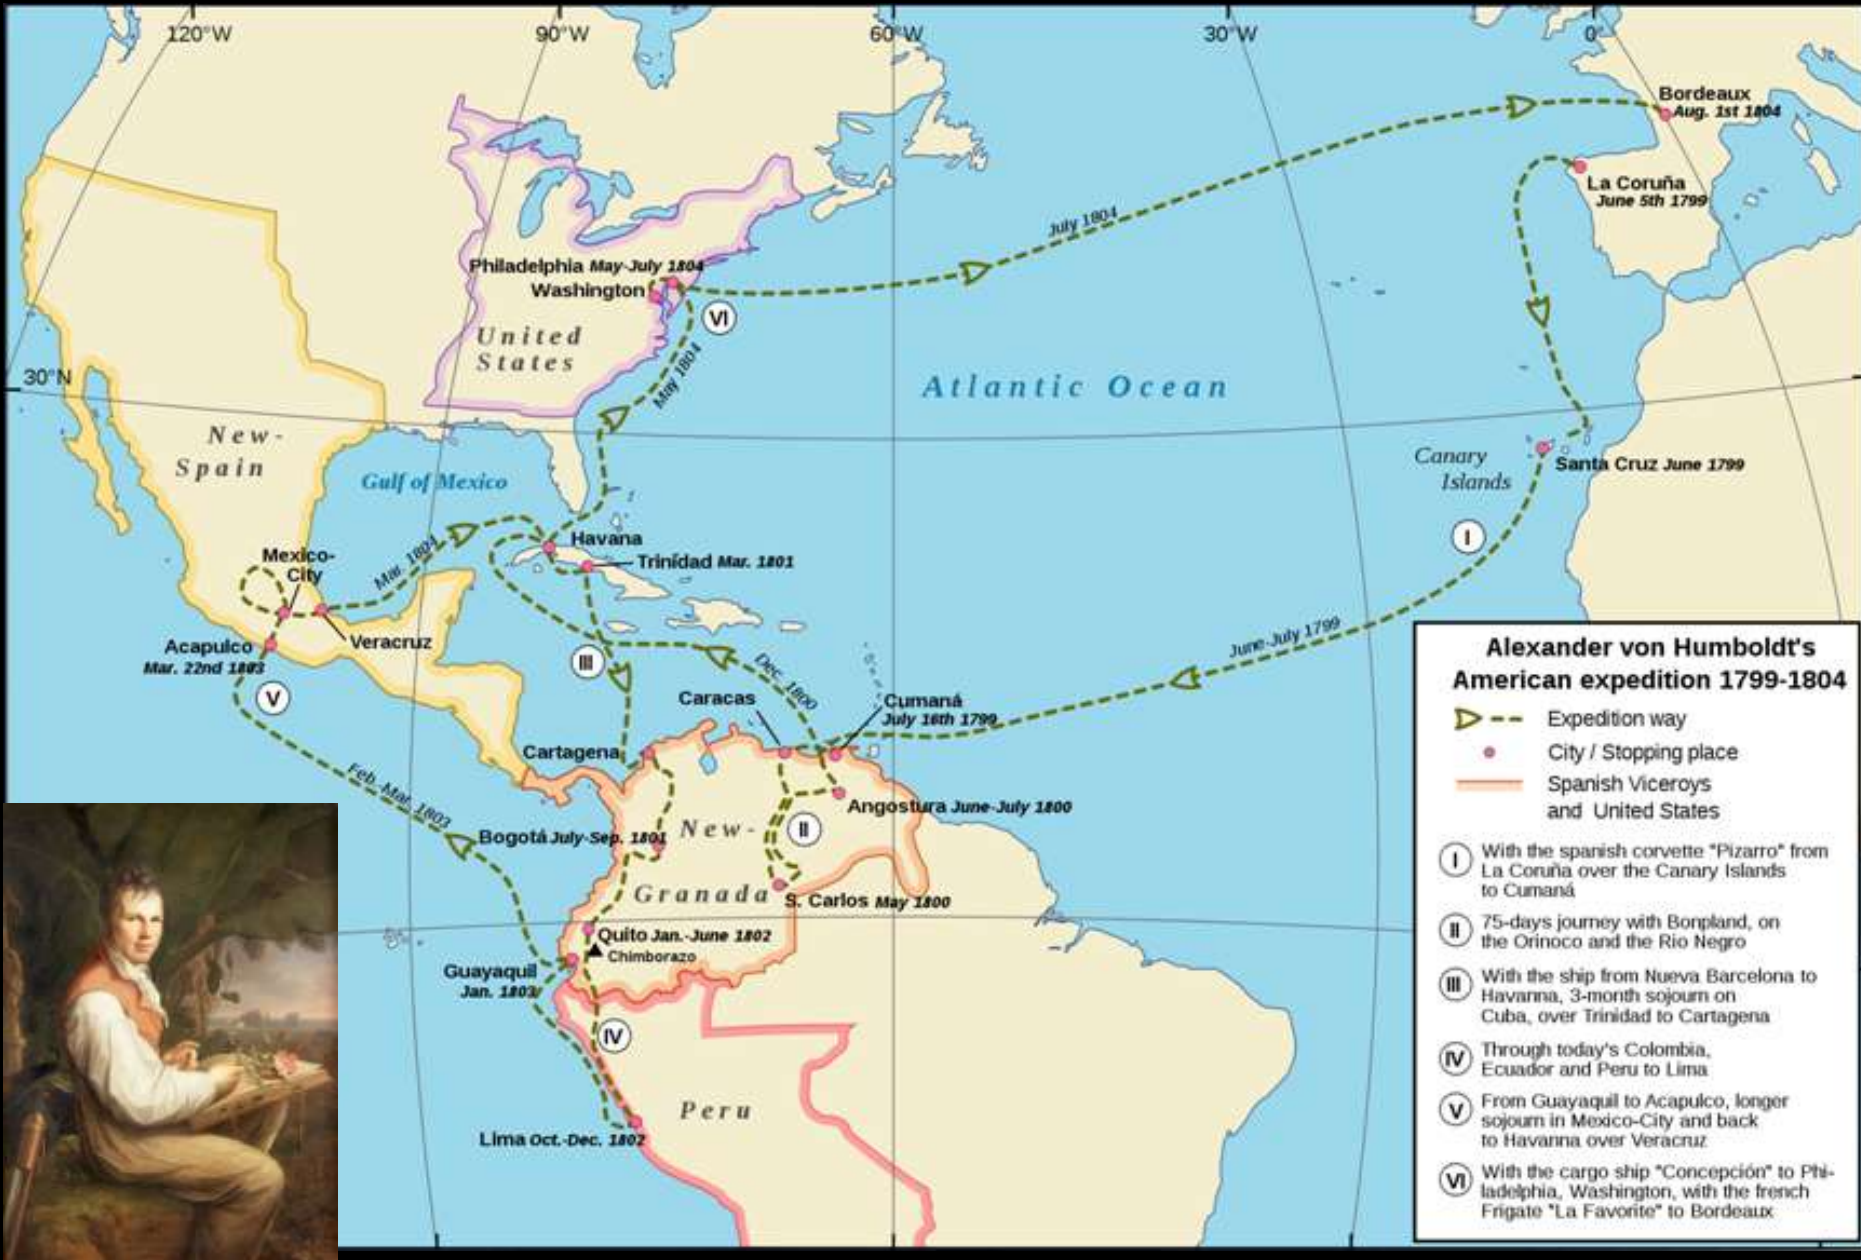 120°W
90°W
60°W
30°W
0°
Bordeaux
Aug. 1st 1804
La Coruña
June 5th 1799
July 1804
Philadelphia May-July 1804
Washington
VI
United
States
May 1804
30°N
Atlantic Ocean
New-
Spain
Gulf of Mexico
Canary
Islands
Santa Cruz June 1799
I
Havana
Trinídad Mar. 1801
Mar. 1804
Mexico-
City
Veracruz
Acapulco
Mar. 22nd 1803
V
III
June-July 1799
Dec. 1800
Caracas
Cumaná
July 16th 1799
Cartagena
Feb.-Mar. 1803
Angostura June-July 1800
II
Bogotá July-Sep. 1801
New-
Granada
S. Carlos May 1800
Quito Jan.-June 1802
Chimborazo
Guayaquil
Jan. 1803
IV
Peru
Lima Oct.-Dec. 1802
Alexander von Humboldt's
American expedition 1799-1804
Expedition way
City / Stopping place
Spanish Viceroys
and United States
I With the spanish corvette "Pizarro" from
La Coruña over the Canary Islands
to Cumaná
II 75-days journey with Bonpland, on
the Orinoco and the Rio Negro
III With the ship from Nueva Barcelona to
Havanna, 3-month sojourn on
Cuba, over Trinidad to Cartagena
IV Through today's Colombia,
Ecuador and Peru to Lima
V From Guayaquil to Acapulco, longer
sojourn in Mexico-City and back
to Havanna over Veracruz
VI With the cargo ship "Concepción" to Phi-
ladelphia, Washington, with the french
Frigate "La Favorite" to Bordeaux